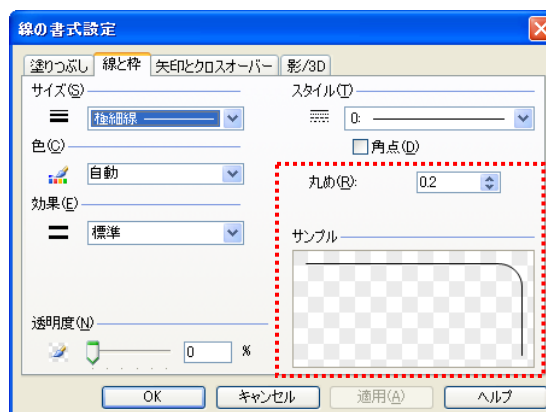 線の書式設定
塗りつぶし 線と枠 矢印とクロスオーバー 影/3D
サイズ(S)
極細線
スタイル(T)
0:
角点(D)
色(C)
自動
丸め(R): 0.2
効果(E)
標準
サンプル
透明度(N)
0 %
OK キャンセル 適用(A) ヘルプ